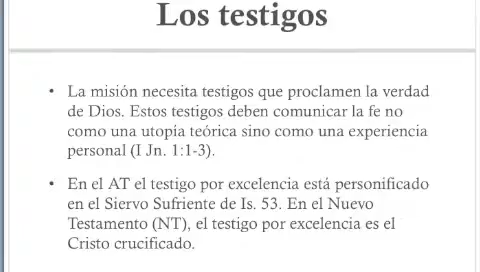 Los testigos
• La misión necesita testigos que proclamen la verdad
de Dios. Estos testigos deben comunicar la fe no
como una utopía teórica sino como una experiencia
personal (I Jn. 1:1-3).
• En el AT el testigo por excelencia está personificado
en el Siervo Sufriente de Is. 53. En el Nuevo
Testamento (NT), el testigo por excelencia es el
Cristo crucificado.